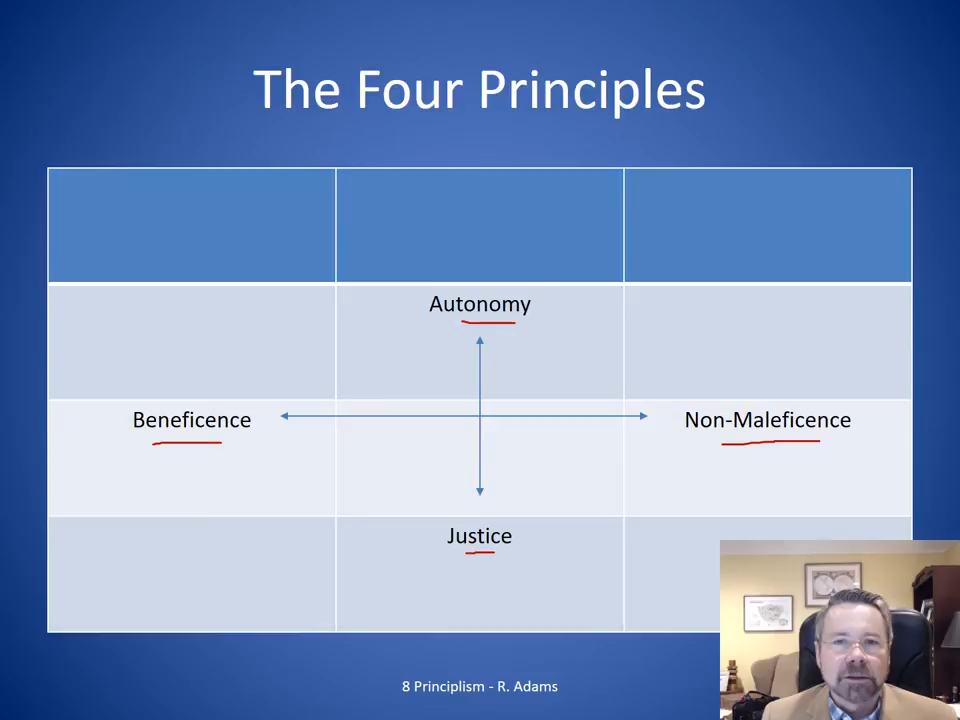 The Four Principles
Autonomy
Beneficence
Non-Maleficence
Justice
8 Principlism - R. Adams